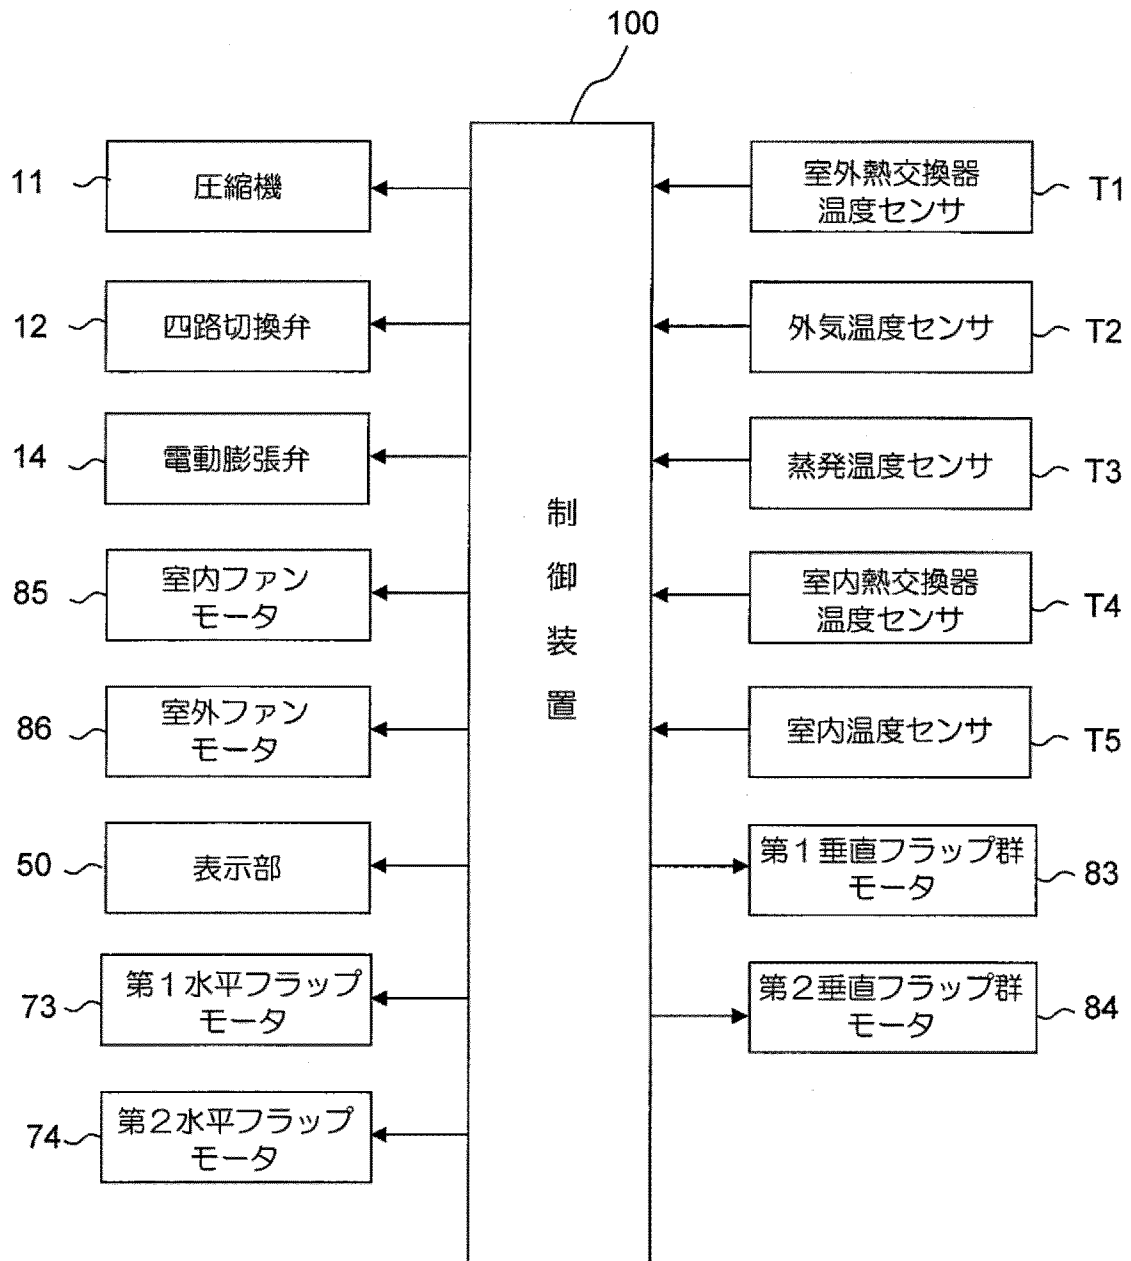 100
11
圧縮機
12
四路切換弁
14
電動膨張弁
85
室内ファン
モータ
86
室外ファン
モータ
50
表示部
73
第1水平フラップ
モータ
74
第2水平フラップ
モータ
制
御
装
置
室外熱交換器
温度センサ
T1
外気温度センサ
T2
蒸発温度センサ
T3
室内熱交換器
温度センサ
T4
室内温度センサ
T5
第1垂直フラップ群
モータ
83
第2垂直フラップ群
モータ
84